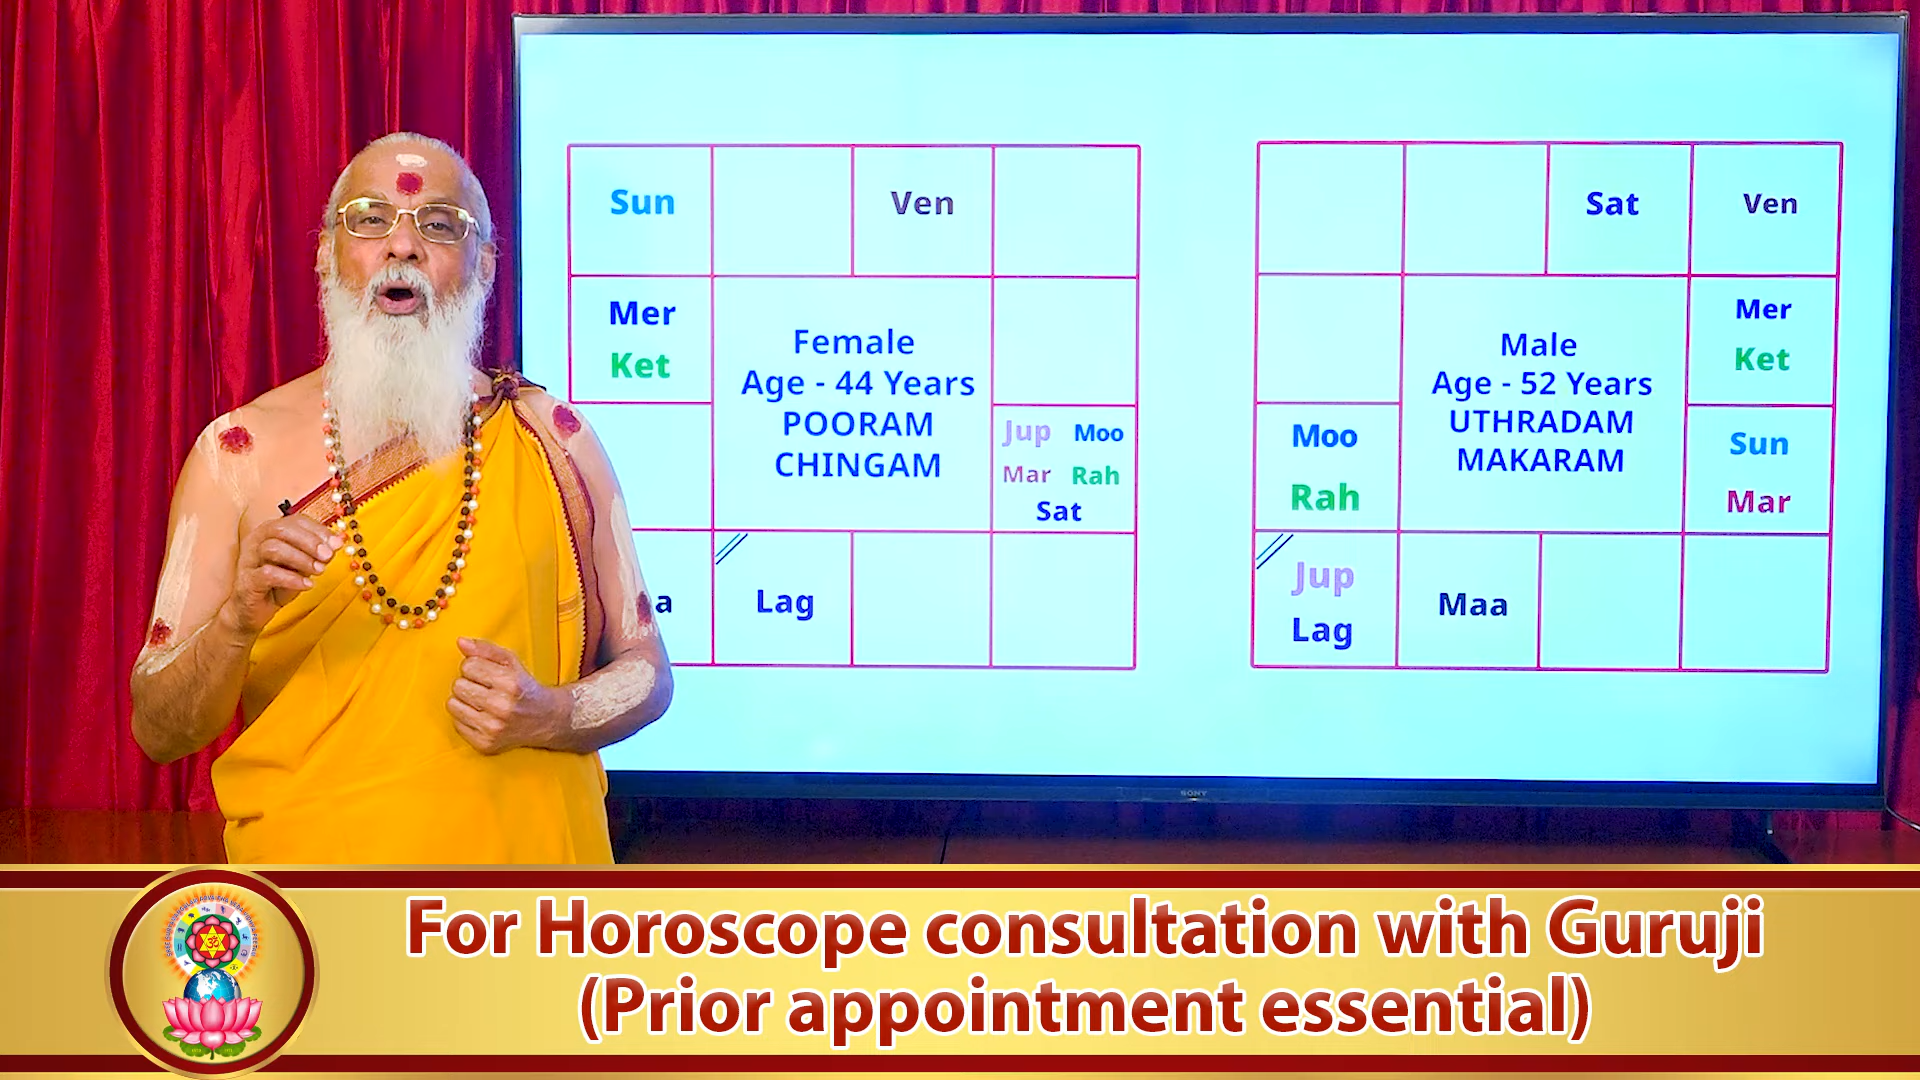 Sun
Ven
Mer
Ket
Female
Age - 44 Years
POORAM
CHINGAM
Jup Moo
Mar Rah
Sat
Lag
Sat
Ven
Mer
Ket
Male
Age - 52 Years
UTHRADAM
MAKARAM
Moo
Rah
Sun
Mar
Jup
Lag
Maa
SONY
For Horoscope consultation with Guruji
(Prior appointment essential)